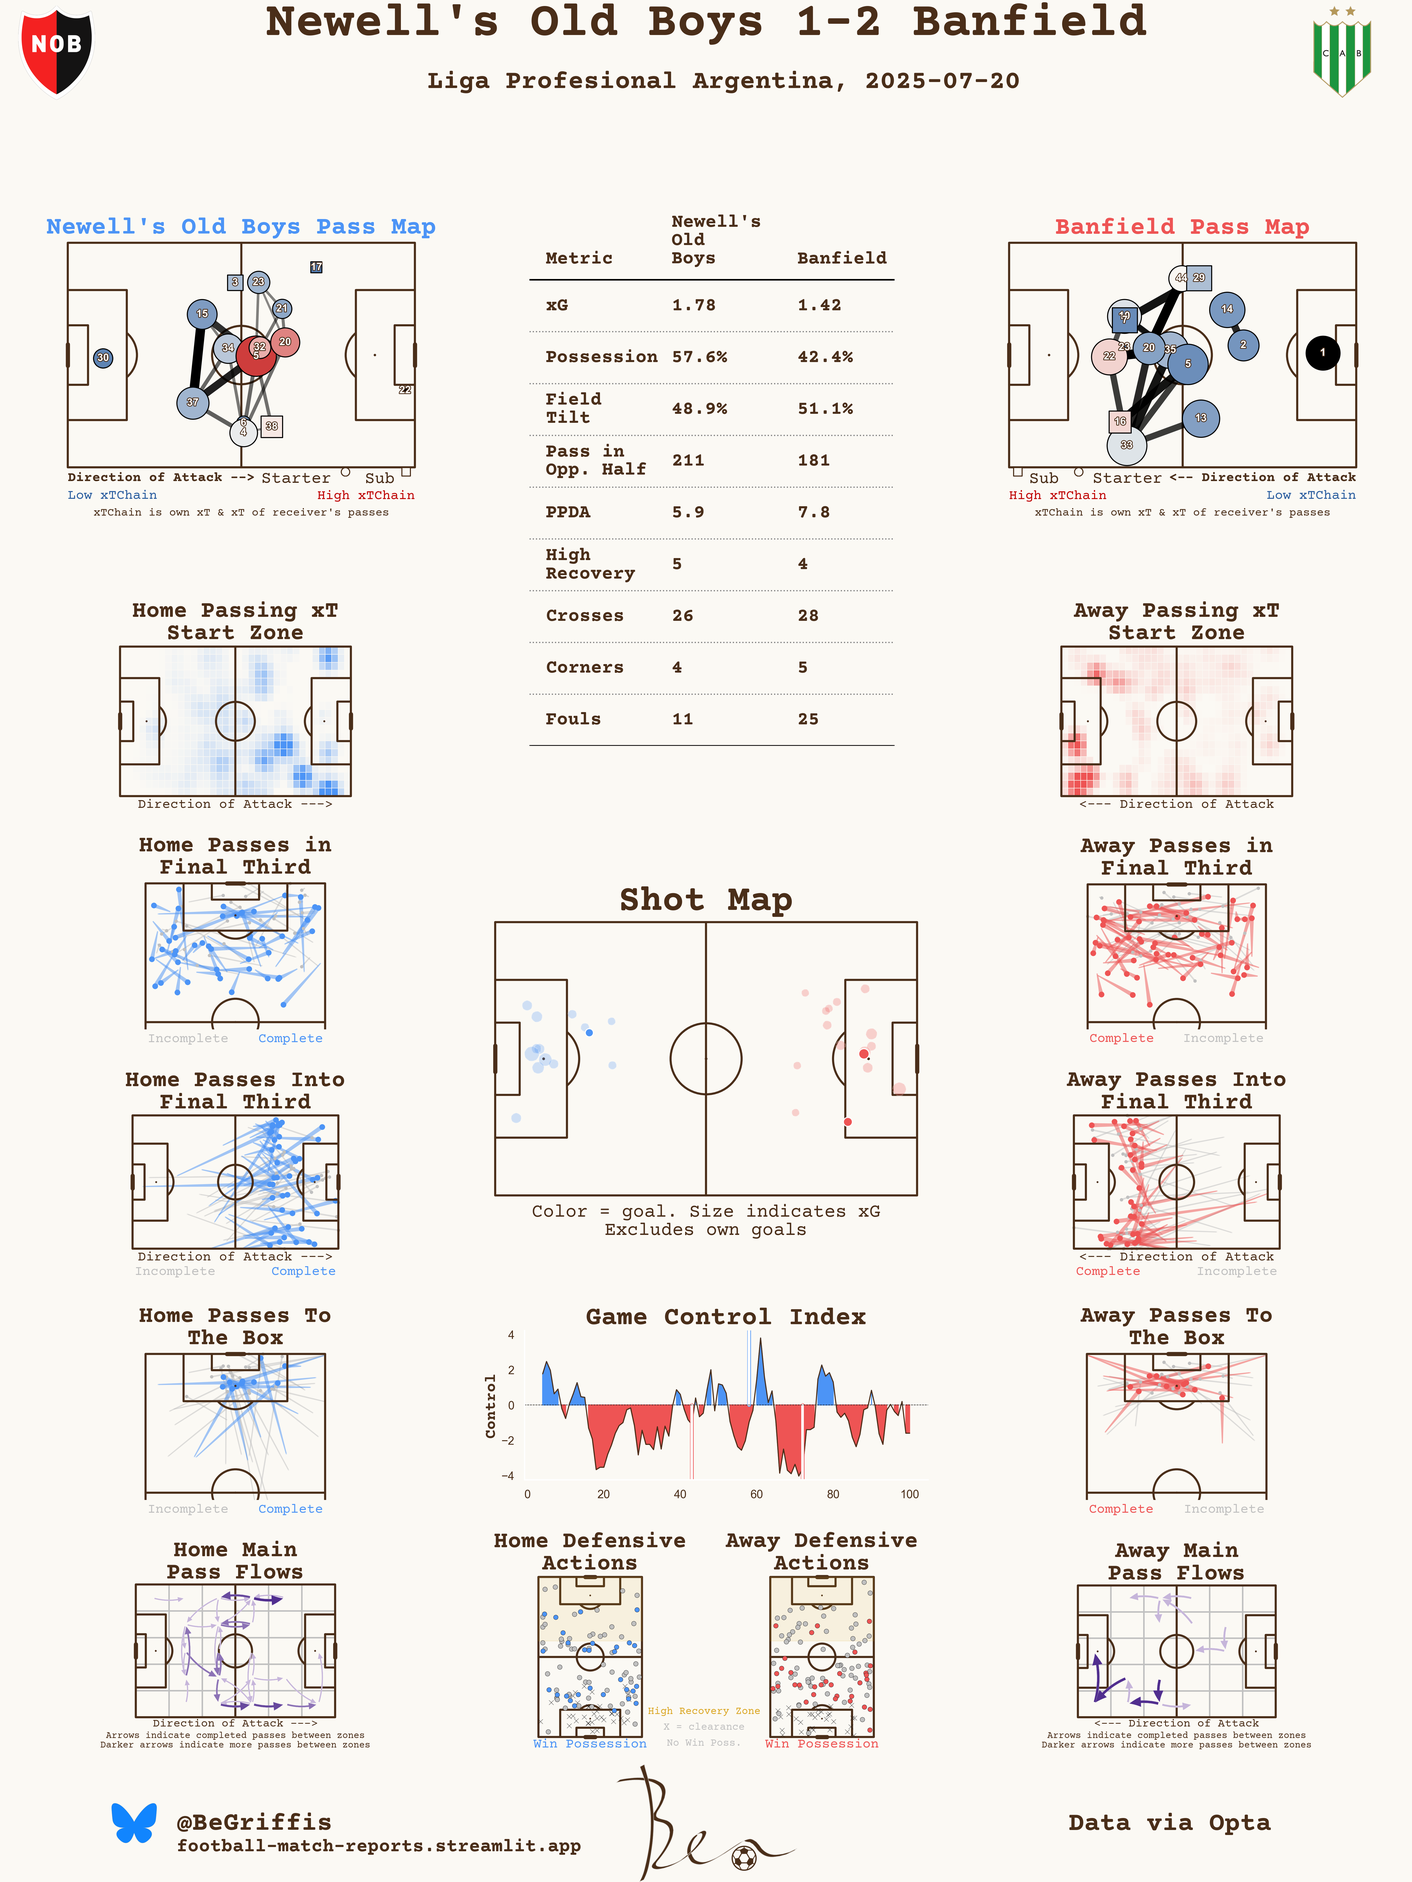 Newell's Old Boys 1-2 Banfield
Liga Profesional Argentina, 2025-07-20
NOB
C A B
Newell's Old Boys Pass Map
3
23
17
15
21
34
32
5
20
30
22
37
6
4
38
Direction of Attack --> Starter Sub
Low xTChain High xTChain
xTChain is own xT & xT of receiver's passes
Metric Newell's Old Boys Banfield
xG 1.78 1.42
Possession 57.6% 42.4%
Field Tilt 48.9% 51.1%
Pass in Opp. Half 211 181
PPDA 5.9 7.8
High Recovery 5 4
Crosses 26 28
Corners 4 5
Fouls 11 25
Banfield Pass Map
44
29
7
14
23
22
20
35
5
2
1
16
13
33
Sub Starter <-- Direction of Attack
High xTChain Low xTChain
xTChain is own xT & xT of receiver's passes
Home Passing xT
Start Zone
Direction of Attack --->
Away Passing xT
Start Zone
<--- Direction of Attack
Home Passes in
Final Third
Incomplete Complete
Away Passes in
Final Third
Complete Incomplete
Shot Map
Color = goal. Size indicates xG
Excludes own goals
Home Passes Into
Final Third
Direction of Attack --->
Incomplete Complete
Away Passes Into
Final Third
<--- Direction of Attack
Complete Incomplete
Home Passes To
The Box
Incomplete Complete
Game Control Index
Control
4
2
0
−2
−4
0 20 40 60 80 100
Away Passes To
The Box
Complete Incomplete
Home Main
Pass Flows
Direction of Attack --->
Arrows indicate completed passes between zones
Darker arrows indicate more passes between zones
Home Defensive
Actions
Win Possession
Away Defensive
Actions
Win Possession
High Recovery Zone
X = clearance
No Win Poss.
Away Main
Pass Flows
<--- Direction of Attack
Arrows indicate completed passes between zones
Darker arrows indicate more passes between zones
@BeGriffis
football-match-reports.streamlit.app
Ben
Data via Opta